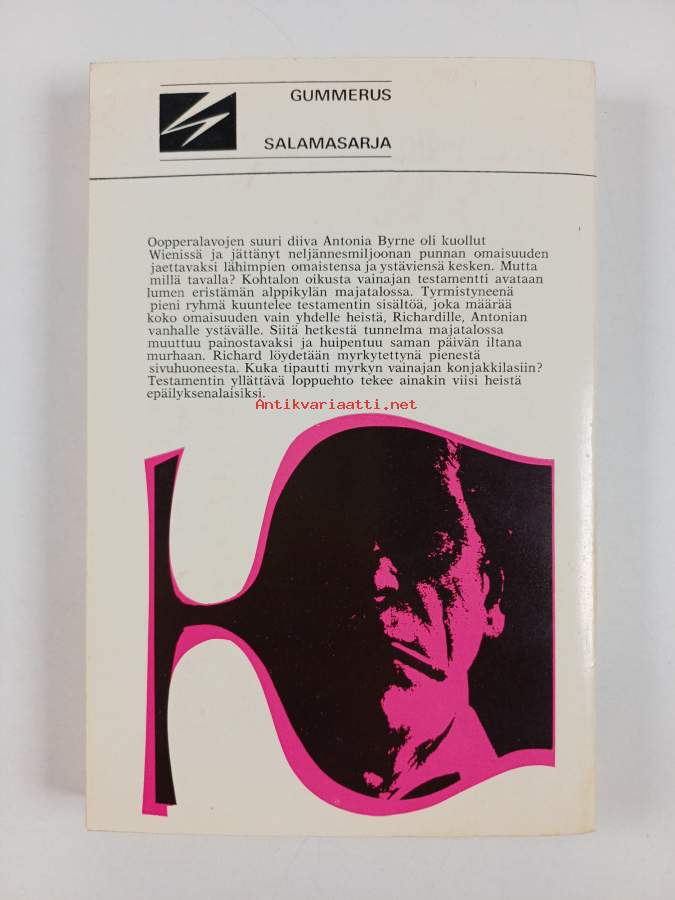 GUMMERUS
SALAMASARJA
Oopperalavojen suuri diiva Antonia Byrne oli kuollut
Wienissä ja jättänyt neljännesmiljoonan punnan omaisuuden
jaettavaksi lähimpien omaistensa ja ystäviensä kesken. Mutta
millä tavalla? Kohtalon oikusta vainajan testamentti avataan
lumen eristämän alppikylän majatalossa. Tyrmistyneenä
pieni ryhmä kuuntelee testamentin sisältöä, joka määrää
koko omaisuuden vain yhdelle heistä, Richardille, Antonian
vanhalle ystävälle. Siitä hetkestä tunnelma majatalossa
muuttuu painostavaksi ja huipentuu saman päivän iltana
murhaan. Richard löydetään myrkytettynä pienestä
sivuhuoneesta. Kuka tipautti myrkyn vainajan konjakkilasiin?
Testamentin yllättävä loppuehto tekee ainakin viisi heistä
epäilyksenalaisiksi.
Antikvariaatti.net